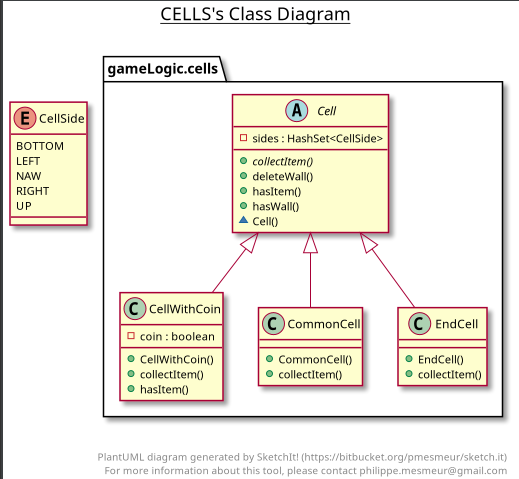 CELLS's Class Diagram
gameLogic.cells
E CellSide
BOTTOM
LEFT
NAW
RIGHT
UP
A Cell
sides : HashSet<CellSide>
collectItem()
deleteWall()
hasItem()
hasWall()
Cell()
C CellWithCoin
coin : boolean
CellWithCoin()
collectItem()
hasItem()
C CommonCell
CommonCell()
collectItem()
C EndCell
EndCell()
collectItem()
PlantUML diagram generated by SketchIt! (https://bitbucket.org/pmesmeur/sketch.it)
For more information about this tool, please contact philippe.mesmeur@gmail.com